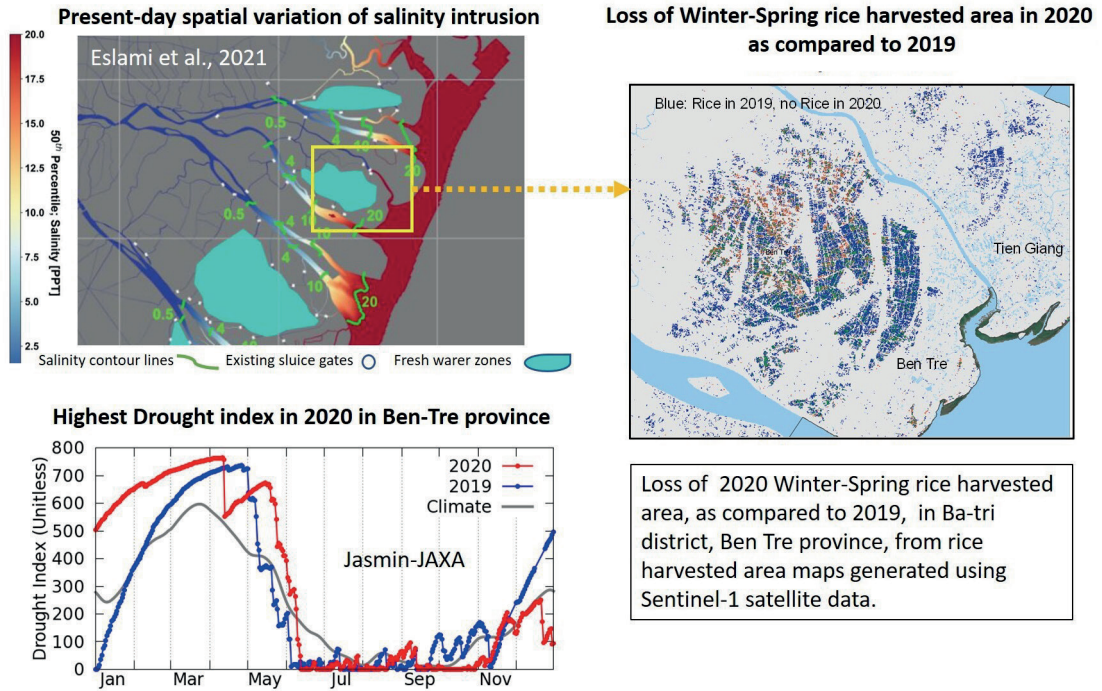 Present-day spatial variation of salinity intrusion
Eslami et al., 2021
20.0
17.5
15.0
12.5
10.0
7.5
5.0
2.5
50th Percentile; Salinity [PPT]
0.5
4
10
20
4
20
0.5
4
10
4
10
20
0.5
4
10
Salinity contour lines
Existing sluice gates
Fresh warer zones
Loss of Winter-Spring rice harvested area in 2020
as compared to 2019
Blue: Rice in 2019, no Rice in 2020
Tien Giang
Ben Tre
Highest Drought index in 2020 in Ben-Tre province
Drought Index (Unitless)
800
700
600
500
400
300
200
100
0
2020
2019
Climate
Jasmin-JAXA
Jan Mar May Jul Sep Nov
Loss of 2020 Winter-Spring rice harvested
area, as compared to 2019, in Ba-tri
district, Ben Tre province, from rice
harvested area maps generated using
Sentinel-1 satellite data.